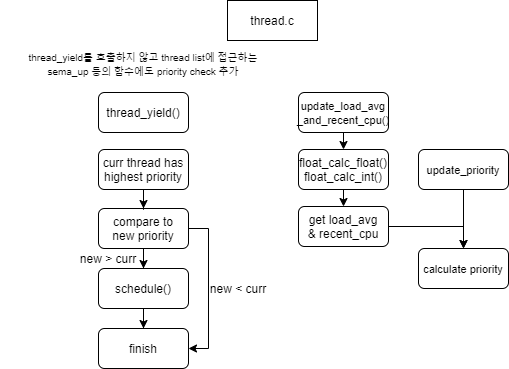 thread.c
thread_yield를 호출하지 않고 thread list에 접근하는
sema_up 등의 함수에도 priority check 추가
thread_yield()
curr thread has
highest priority
compare to
new priority
new > curr
new < curr
schedule()
finish
update_load_avg
_and_recent_cpu()
float_calc_float()
float_calc_int()
get load_avg
& recent_cpu
update_priority
calculate priority